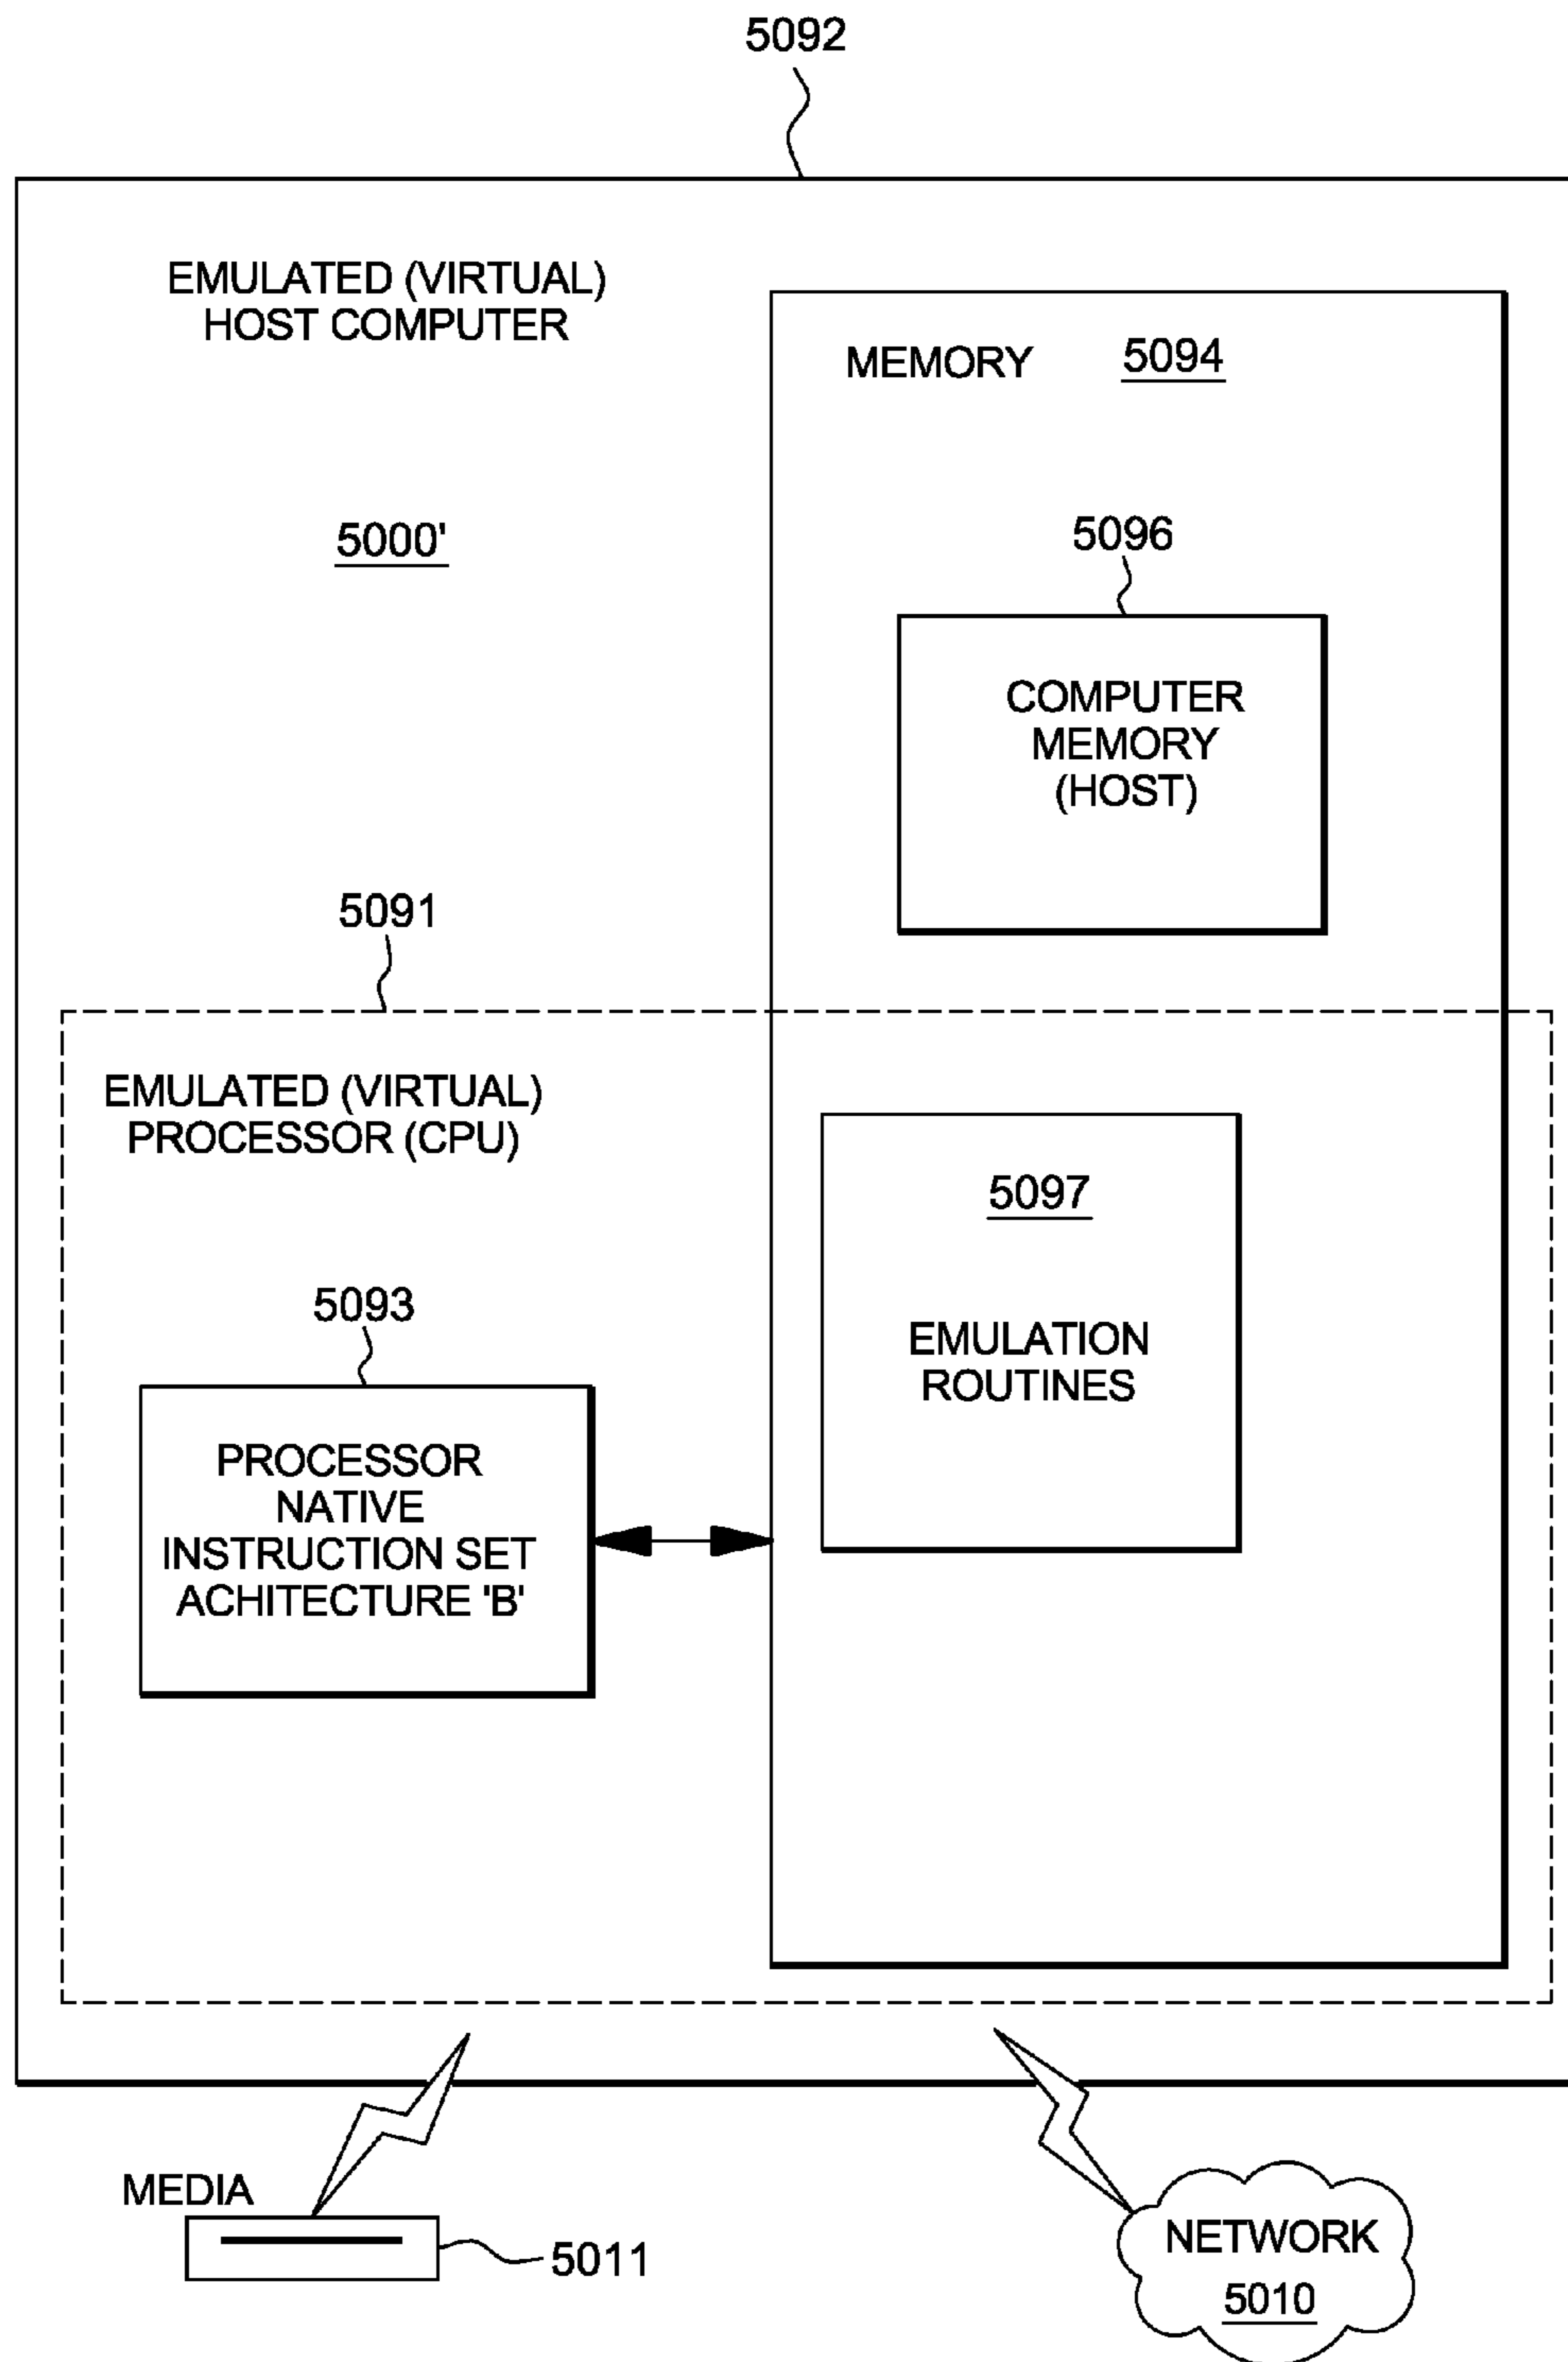 5092
EMULATED (VIRTUAL)
HOST COMPUTER
MEMORY 5094
5000'
5096
COMPUTER
MEMORY
(HOST)
5091
EMULATED (VIRTUAL)
PROCESSOR (CPU)
5097
EMULATION
ROUTINES
5093
PROCESSOR
NATIVE
INSTRUCTION SET
ACHITECTURE 'B'
MEDIA
5011
NETWORK
5010